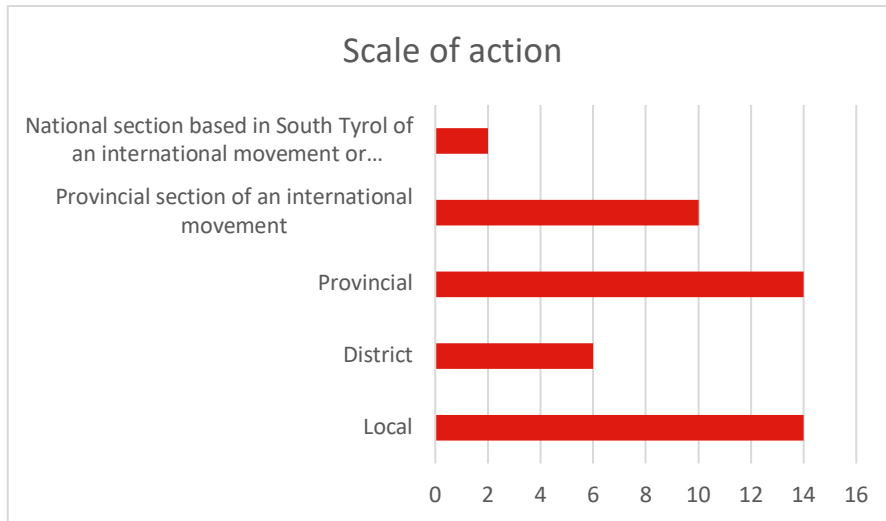 Scale of action
National section based in South Tyrol of
an international movement or…
Provincial section of an international
movement
Provincial
District
Local
0 2 4 6 8 10 12 14 16